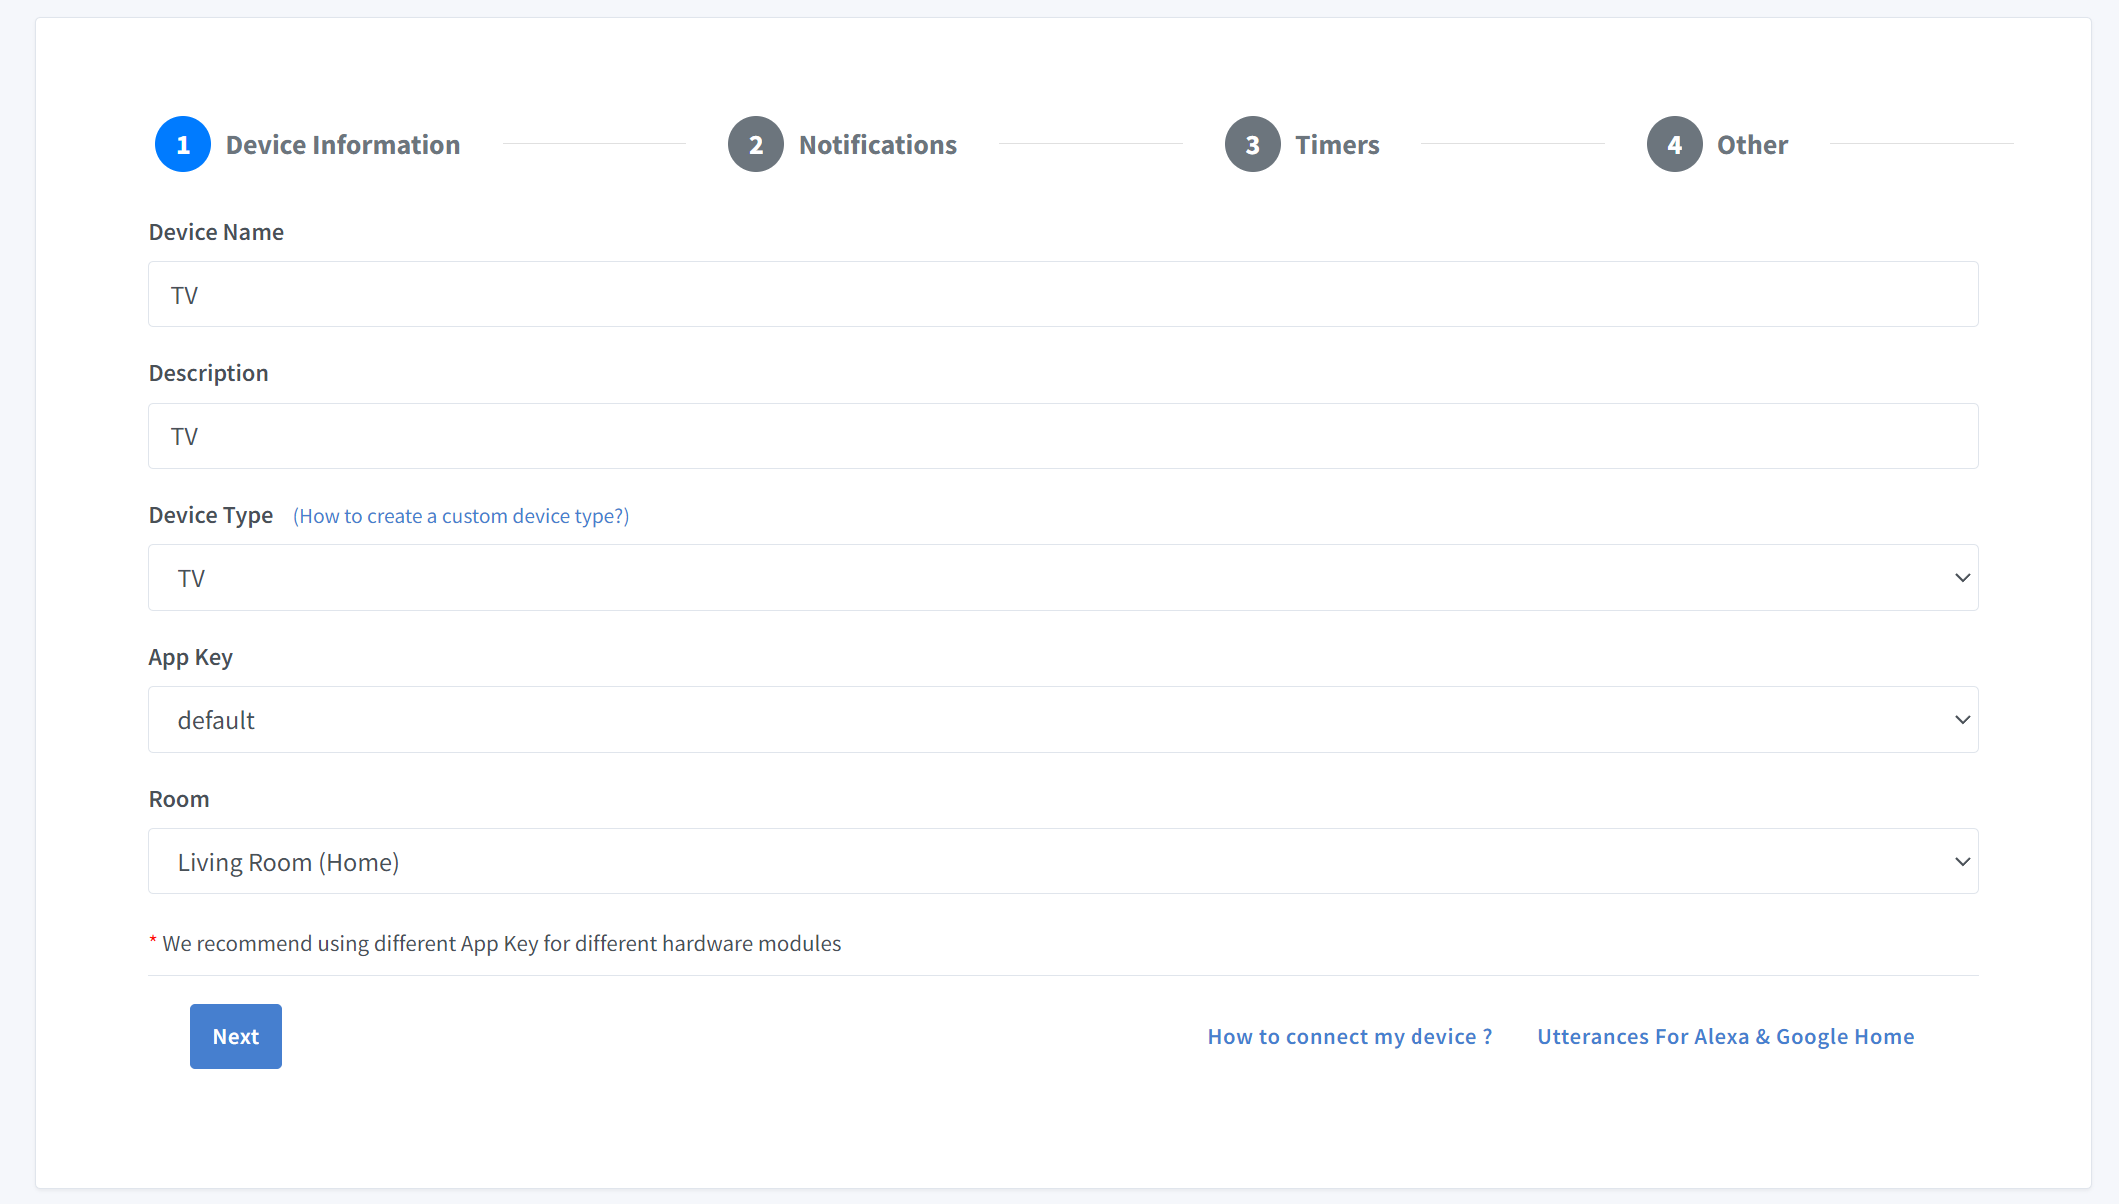 1 Device Information 2 Notifications 3 Timers 4 Other
Device Name
TV
Description
TV
Device Type (How to create a custom device type?)
TV
App Key
default
Room
Living Room (Home)
* We recommend using different App Key for different hardware modules
Next How to connect my device ? Utterances For Alexa & Google Home